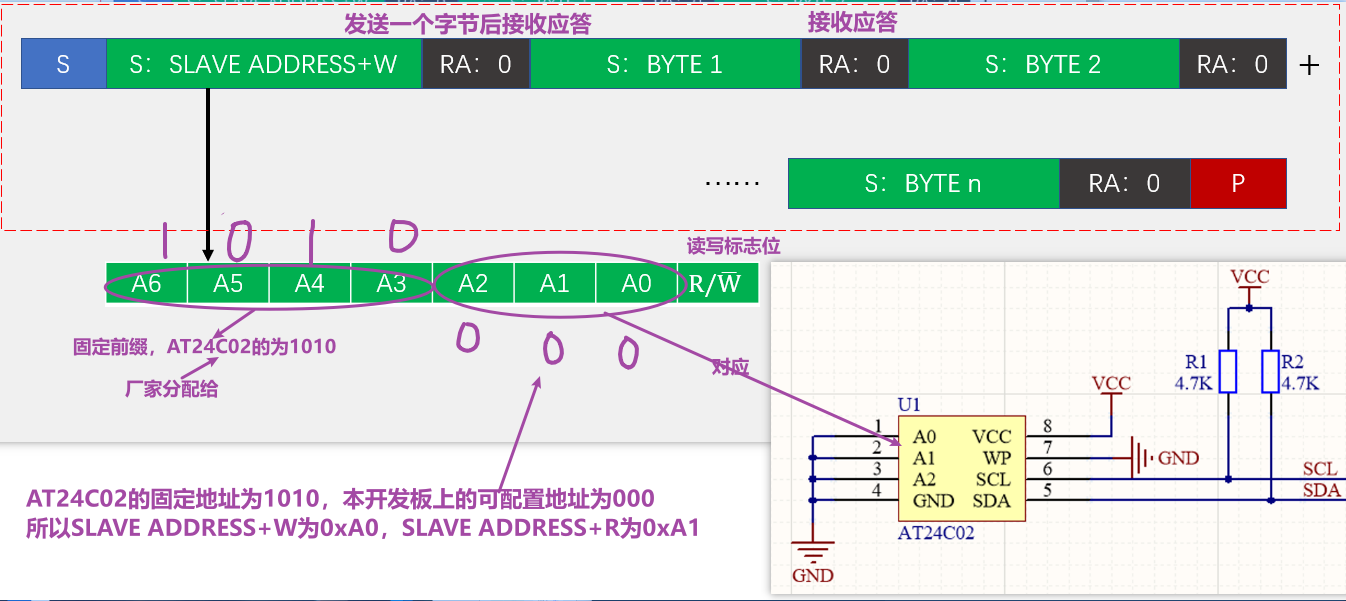 发送一个字节后接收应答
接收应答
S
S：SLAVE ADDRESS+W
RA：0
S：BYTE 1
RA：0
S：BYTE 2
RA：0
+
……
S：BYTE n
RA：0
P
1 0 1 0
读写标志位
A6 A5 A4 A3 A2 A1 A0 R/W̅
0 0 0
固定前缀，AT24C02的为1010
厂家分配给
对应
AT24C02的固定地址为1010，本开发板上的可配置地址为000
所以SLAVE ADDRESS+W为0xA0，SLAVE ADDRESS+R为0xA1
VCC
R1
4.7K
R2
4.7K
VCC
U1
1 A0 VCC 8
2 A1 WP 7
3 A2 SCL 6
4 GND SDA 5
GND
SCL
SDA
AT24C02
GND